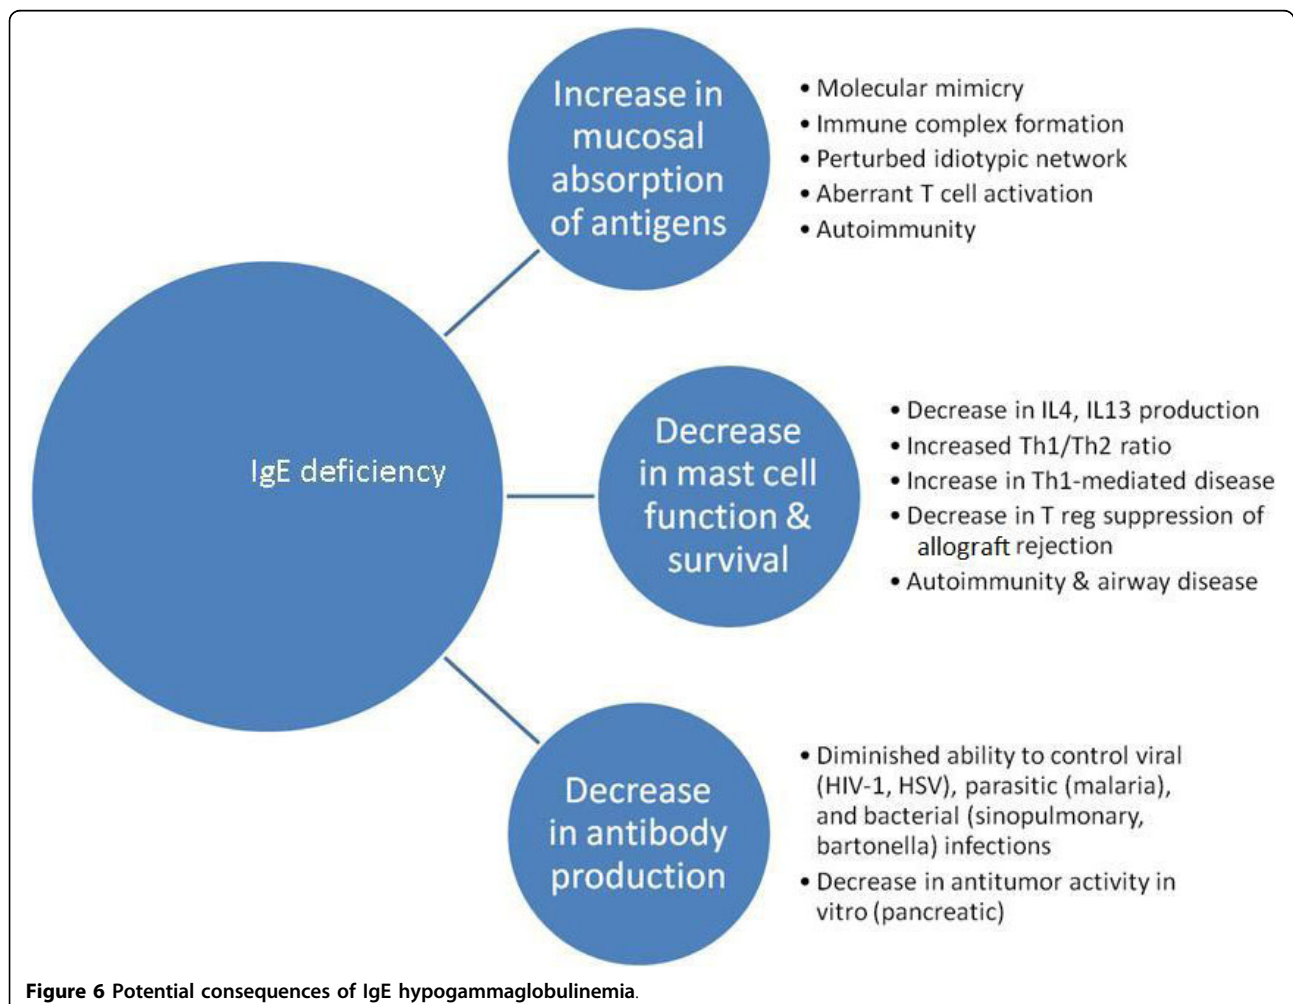 Increase in
mucosal
absorption
of antigens
• Molecular mimicry
• Immune complex formation
• Perturbed idiotypic network
• Aberrant T cell activation
• Autoimmunity
IgE deficiency
Decrease
in mast cell
function &
survival
• Decrease in IL4, IL13 production
• Increased Th1/Th2 ratio
• Increase in Th1-mediated disease
• Decrease in T reg suppression of
allograft rejection
• Autoimmunity & airway disease
Decrease
in antibody
production
• Diminished ability to control viral
(HIV-1, HSV), parasitic (malaria),
and bacterial (sinopulmonary,
bartonella) infections
• Decrease in antitumor activity in
vitro (pancreatic)
Figure 6 Potential consequences of IgE hypogammaglobulinemia.